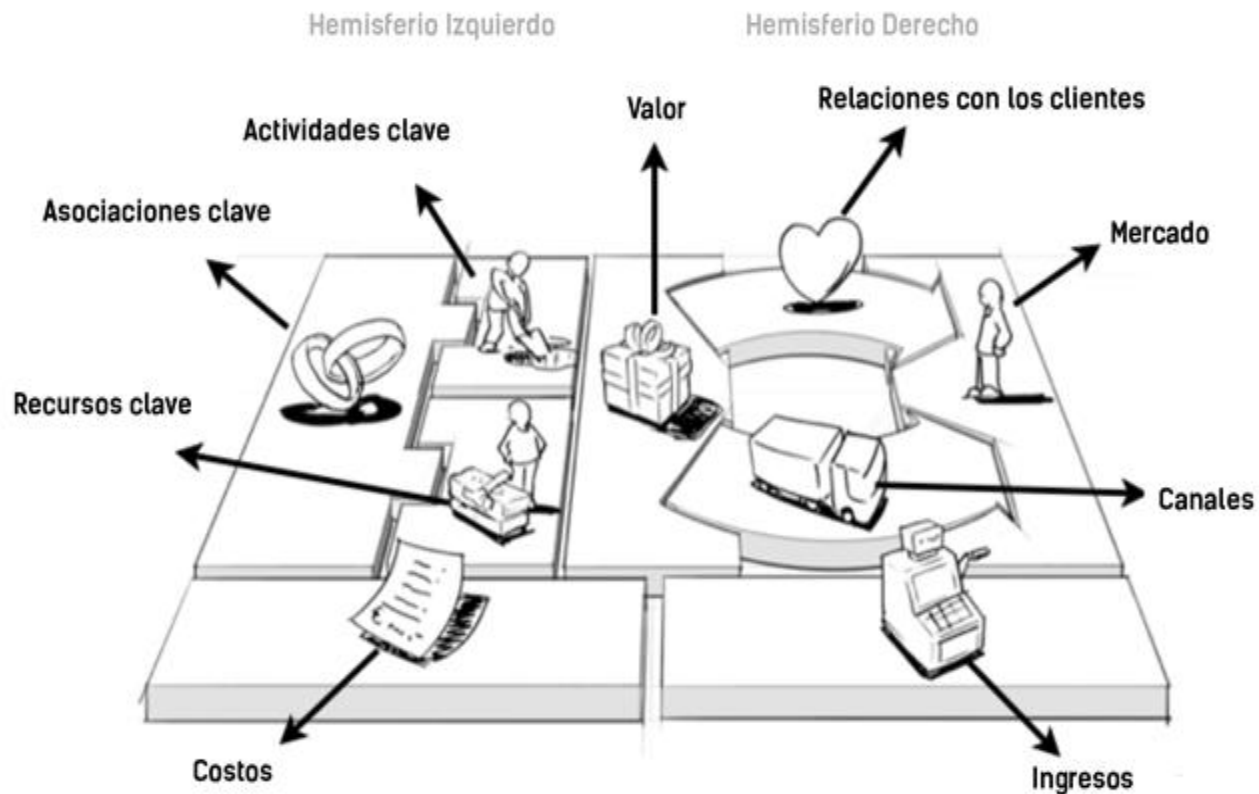 Hemisferio Izquierdo
Hemisferio Derecho
Relaciones con los clientes
Valor
Actividades clave
Asociaciones clave
Mercado
Recursos clave
Canales
Costos
Ingresos